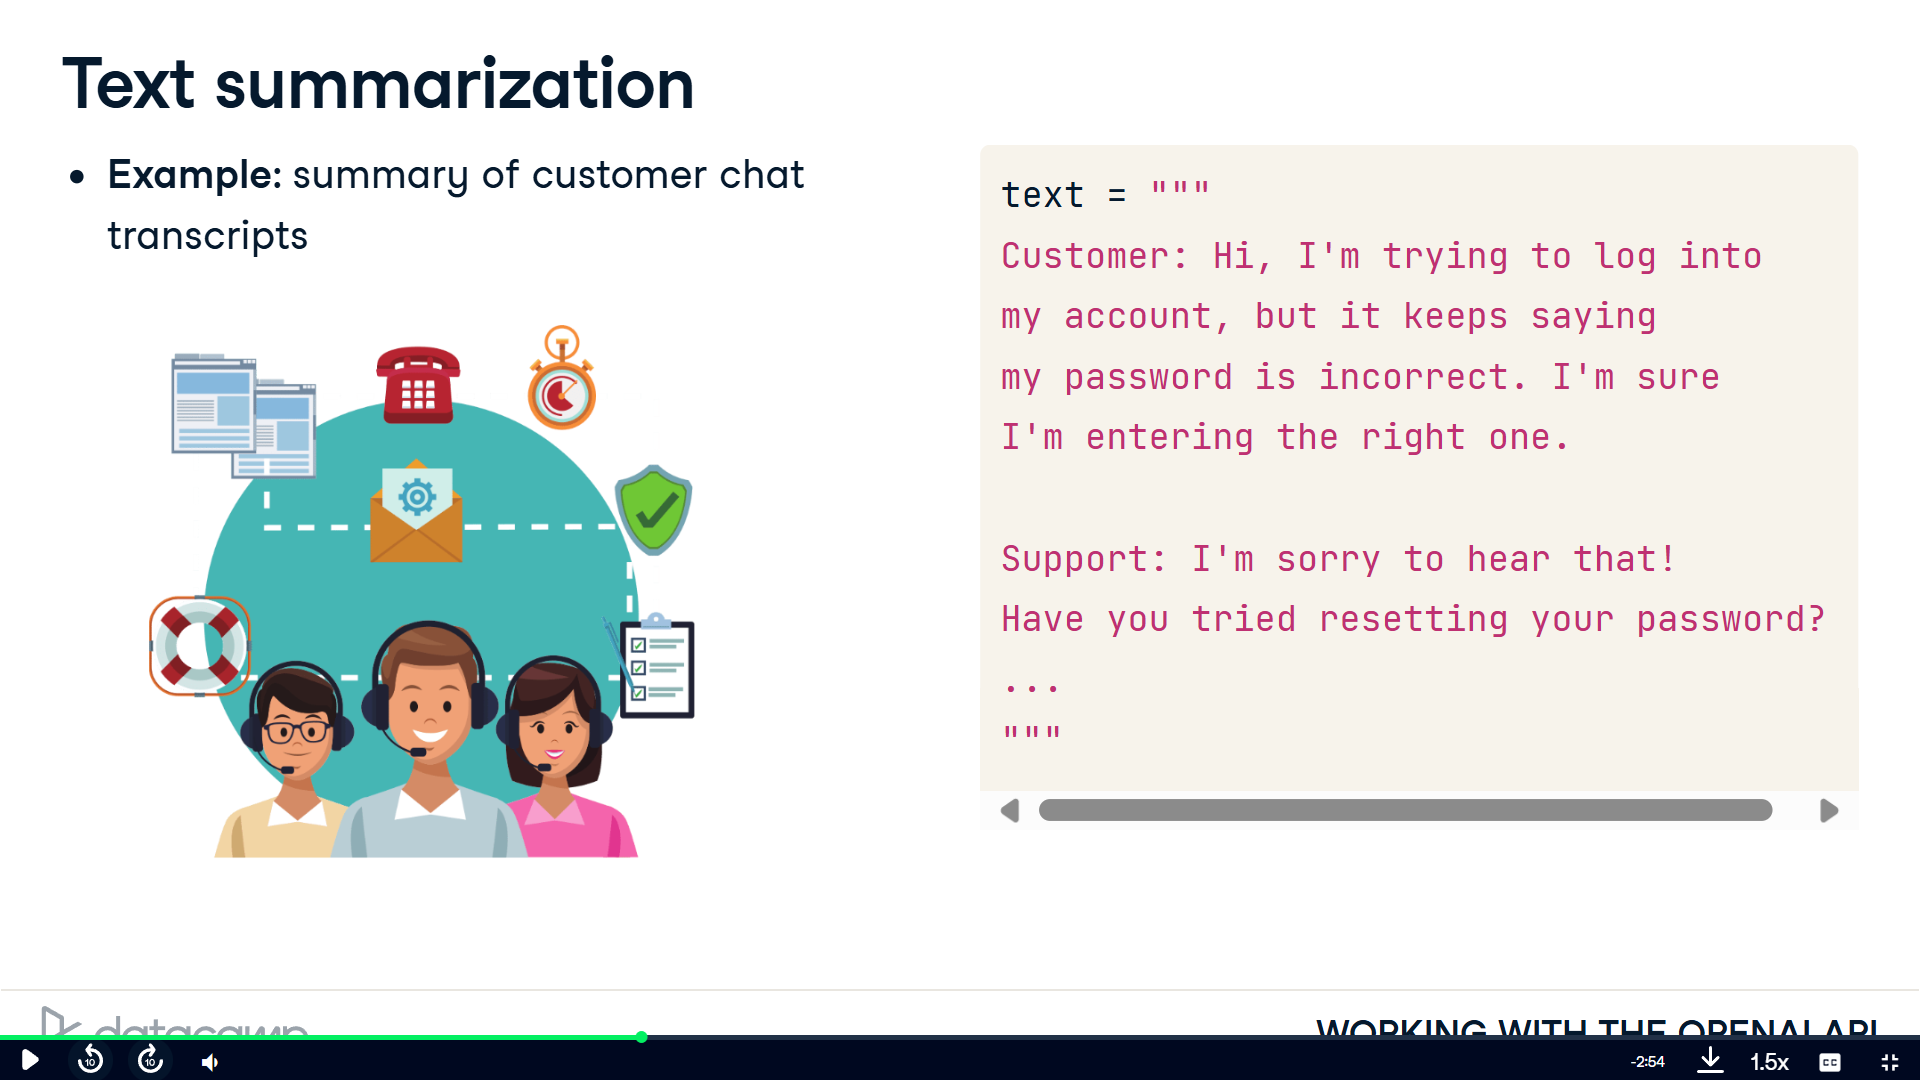 Text summarization
• Example: summary of customer chat
transcripts
text = """
Customer: Hi, I'm trying to log into
my account, but it keeps saying
my password is incorrect. I'm sure
I'm entering the right one.
Support: I'm sorry to hear that!
Have you tried resetting your password?
...
"""
datacamp
WORKING WITH THE OPENAI API
10
10
-2:54
1.5x
CC